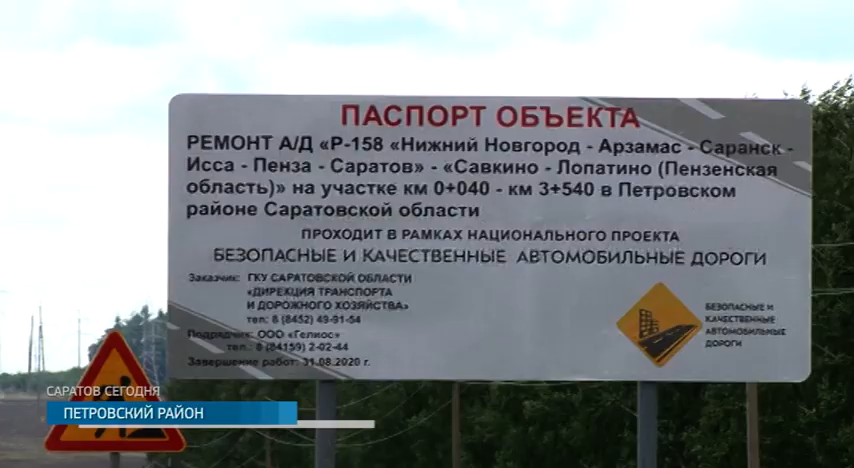 ПАСПОРТ ОБЪЕКТА
РЕМОНТ А/Д «Р-158 «Нижний Новгород - Арзамас - Саранск -
Исса - Пенза - Саратов» - «Савкино - Лопатино (Пензенская
область)» на участке км 0+040 - км 3+540 в Петровском
районе Саратовской области
ПРОХОДИТ В РАМКАХ НАЦИОНАЛЬНОГО ПРОЕКТА
БЕЗОПАСНЫЕ И КАЧЕСТВЕННЫЕ АВТОМОБИЛЬНЫЕ ДОРОГИ
Заказчик: ГКУ САРАТОВСКОЙ ОБЛАСТИ
«ДИРЕКЦИЯ ТРАНСПОРТА
И ДОРОЖНОГО ХОЗЯЙСТВА»
тел: 8 (8452) 49-91-54
Подрядчик: ООО «Гелиос»
тел. 8 (84159) 2-02-44
Завершение работ: 31.08.2020 г.
БЕЗОПАСНЫЕ И
КАЧЕСТВЕННЫЕ
АВТОМОБИЛЬНЫЕ
ДОРОГИ
САРАТОВ СЕГОДНЯ
ПЕТРОВСКИЙ РАЙОН